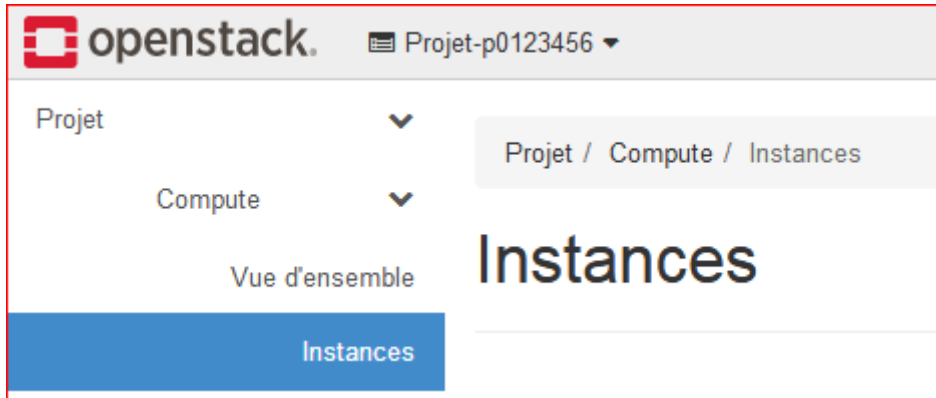 openstack. Projet-p0123456
Projet
Projet / Compute / Instances
Compute
Instances
Vue d'ensemble
Instances